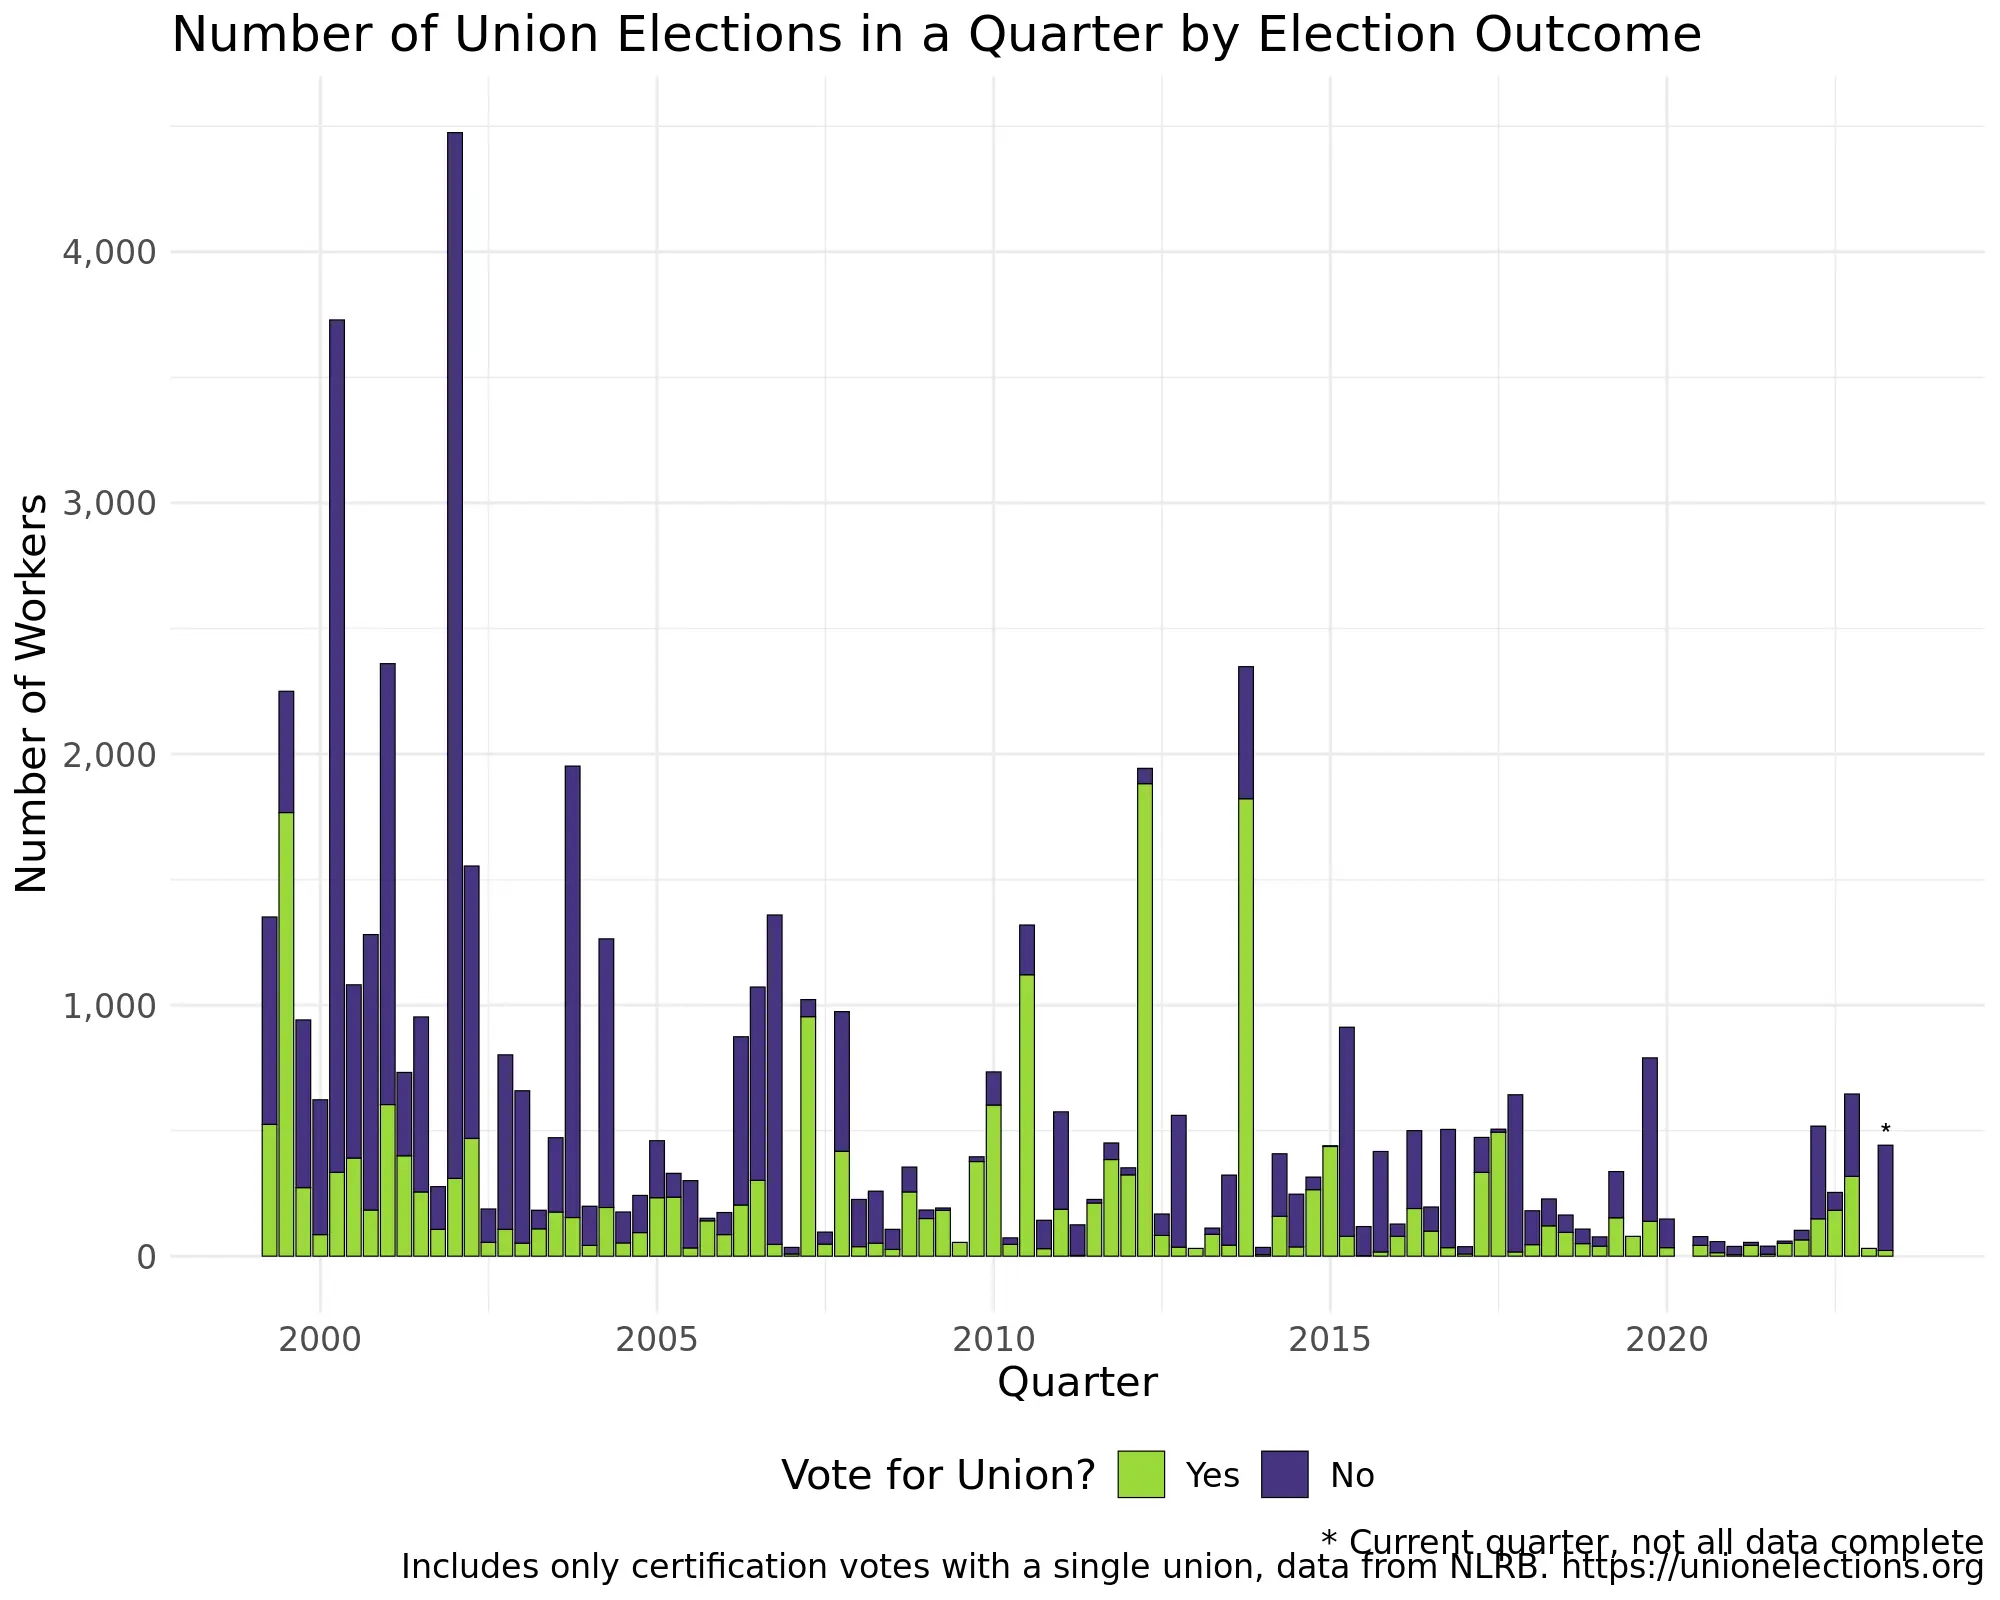 Number of Union Elections in a Quarter by Election Outcome
Number of Workers
4,000
3,000
2,000
1,000
0
*
2000 2005 2010 2015 2020
Quarter
Vote for Union? Yes No
* Current quarter, not all data complete
Includes only certification votes with a single union, data from NLRB. https://unionelections.org